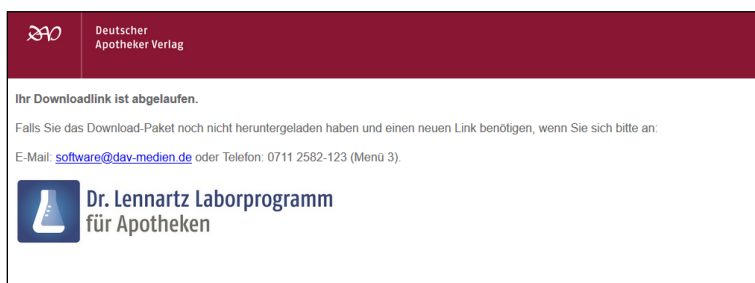 DAV
Deutscher
Apotheker Verlag
Ihr Downloadlink ist abgelaufen.
Falls Sie das Download-Paket noch nicht heruntergeladen haben und einen neuen Link benötigen, wenn Sie sich bitte an:
E-Mail: software@dav-medien.de oder Telefon: 0711 2582-123 (Menü 3).
Dr. Lennartz Laborprogramm
für Apotheken